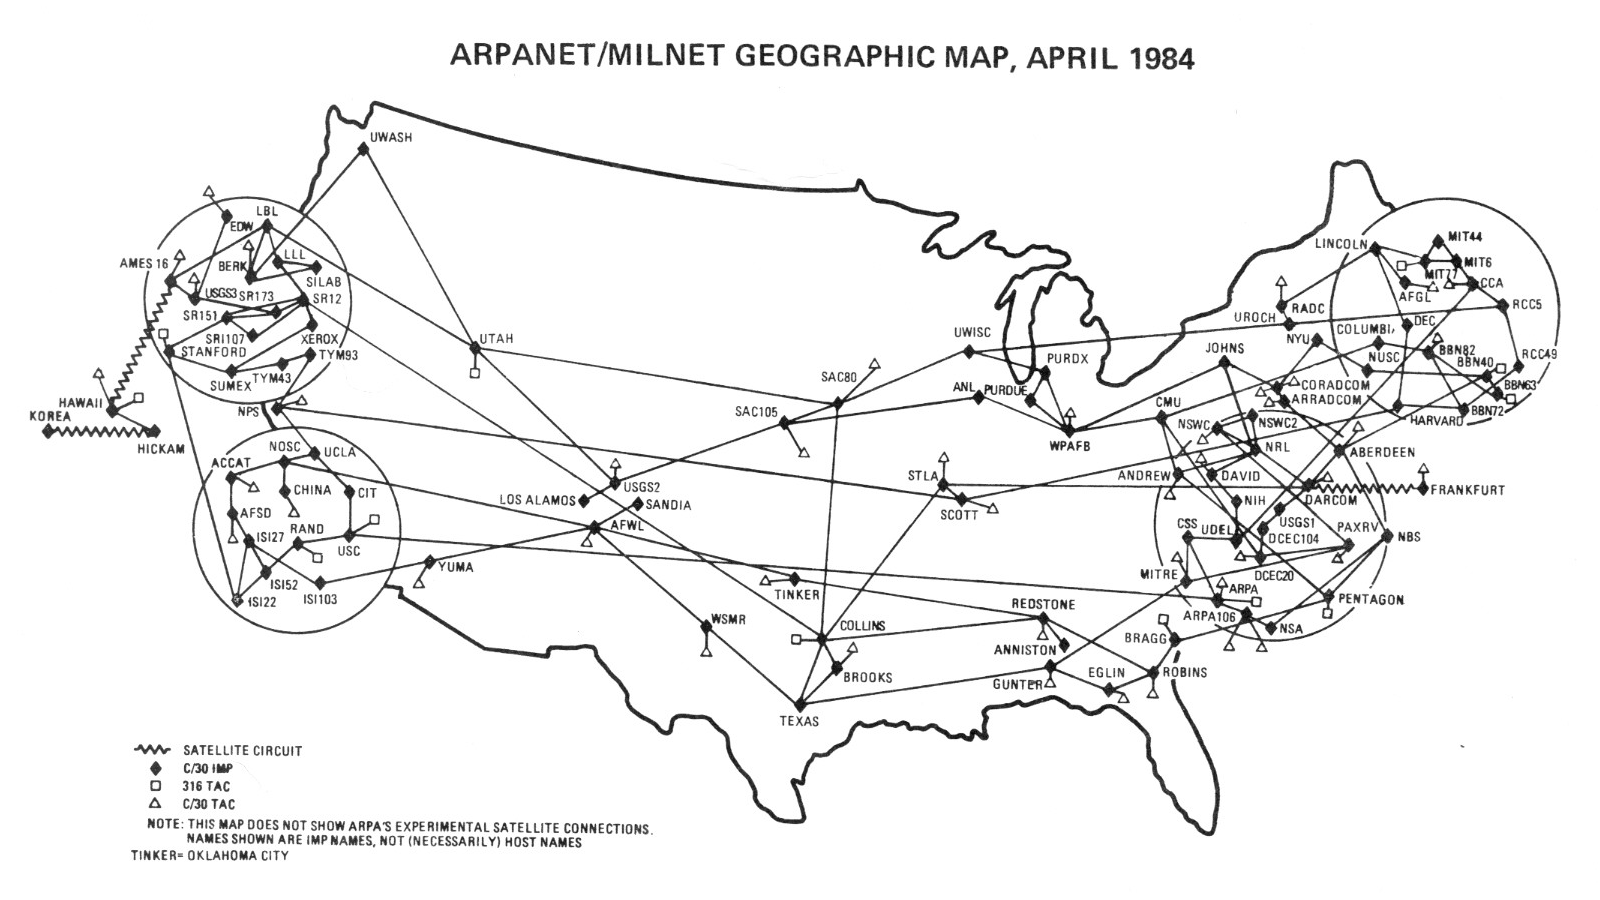 ARPANET/MILNET GEOGRAPHIC MAP, APRIL 1984
UWASH
LBL
EDW
LLL
AMES 16
BERK
SILAB
USGS3
SR173
SR12
SR151
SRI107
XEROX
STANFORD
TYM93
SUMEX
TYM43
HAWAII
NPS
KOREA
HICKAM
UTAH
NOSC
UCLA
ACCAT
CHINA
CIT
AFSD
RAND
ISI27
USC
ISI52
ISI22
ISI103
YUMA
LOS ALAMOS
USGS2
SANDIA
AFWL
TINKER
WSMR
TEXAS
COLLINS
BROOKS
SAC80
SAC105
UWISC
PURDX
ANL
PURDUE
WPAFB
STLA
SCOTT
REDSTONE
ANNISTON
GUNTER
EGLIN
ROBINS
BRAGG
LINCOLN
MIT44
MIT6
MIT77
CCA
AFGL
RCC5
RADC
UROCH
DEC
NYU
NUSC
BBN82
BBN40
RCC49
BBN63
BBN72
HARVARD
JOHNS
CORADCOM
ARRADCOM
CMU
NSWC
NSWC2
NRL
ABERDEEN
ANDREW
DAVID
DARCOM
FRANKFURT
NIH
USGS1
PAXRV
CSS
UDEL
DCEC104
NBS
MITRE
DCEC20
ARPA
PENTAGON
ARPA106
NSA
SATELLITE CIRCUIT
C/30 IMP
316 TAC
C/30 TAC
NOTE: THIS MAP DOES NOT SHOW ARPA'S EXPERIMENTAL SATELLITE CONNECTIONS.
NAMES SHOWN ARE IMP NAMES, NOT (NECESSARILY) HOST NAMES
TINKER= OKLAHOMA CITY